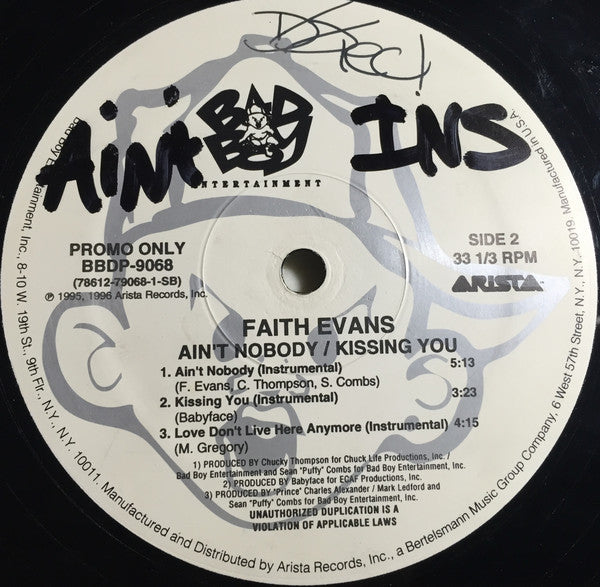 Ain't
INS
BAD
BOY
ENTERTAINMENT
PROMO ONLY
BBDP-9068
(78612-79068-1-SB)
℗ 1995, 1996 Arista Records, Inc.
SIDE 2
33 1/3 RPM
ARISTA
FAITH EVANS
AIN'T NOBODY / KISSING YOU
1. Ain't Nobody (Instrumental) 5:13
(F. Evans, C. Thompson, S. Combs)
2. Kissing You (Instrumental) 3:23
(Babyface)
3. Love Don't Live Here Anymore (Instrumental) 4:15
(M. Gregory)
1) PRODUCED BY Chucky Thompson for Chuck Life Productions, Inc. /
Bad Boy Entertainment and Sean "Puffy" Combs for Bad Boy Entertainment, Inc.
2) PRODUCED BY Babyface for ECAF Productions, Inc.
3) PRODUCED BY "Prince" Charles Alexander / Mark Ledford and
Sean "Puffy" Combs for Bad Boy Entertainment, Inc.
UNAUTHORIZED DUPLICATION IS A
VIOLATION OF APPLICABLE LAWS
Bad Boy Entertainment, Inc., 8-10 W. 19th St., 9th Flr., N.Y., N.Y. 10011. Manufactured and Distributed by Arista Records, Inc., a Bertelsmann Music Group Company. 6 West 57th Street, N.Y., N.Y. 10019. Manufactured in U.S.A.